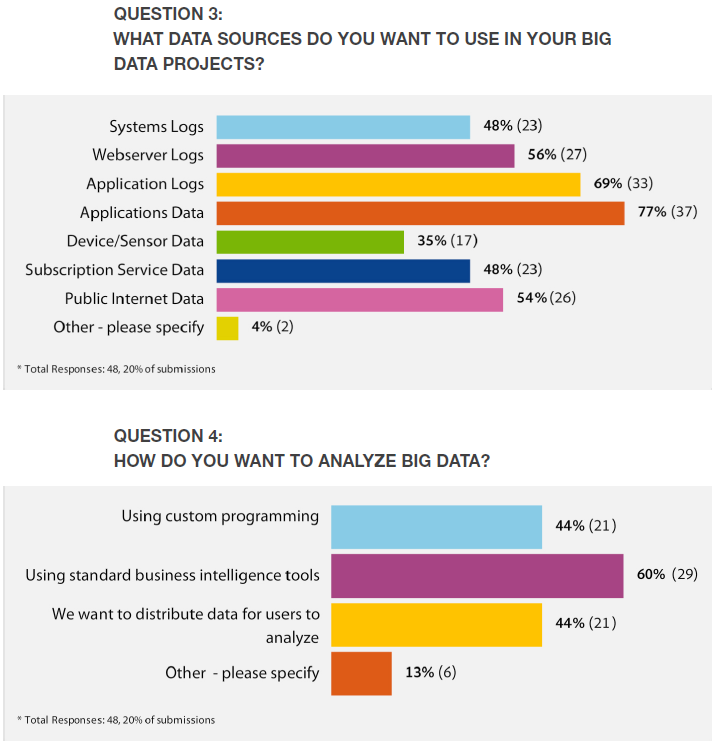 QUESTION 3:
WHAT DATA SOURCES DO YOU WANT TO USE IN YOUR BIG
DATA PROJECTS?
Systems Logs 48% (23)
Webserver Logs 56% (27)
Application Logs 69% (33)
Applications Data 77% (37)
Device/Sensor Data 35% (17)
Subscription Service Data 48% (23)
Public Internet Data 54% (26)
Other - please specify 4% (2)
* Total Responses: 48, 20% of submissions
QUESTION 4:
HOW DO YOU WANT TO ANALYZE BIG DATA?
Using custom programming 44% (21)
Using standard business intelligence tools 60% (29)
We want to distribute data for users to
analyze 44% (21)
Other - please specify 13% (6)
* Total Responses: 48, 20% of submissions